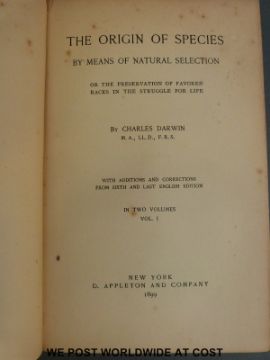 THE ORIGIN OF SPECIES
BY MEANS OF NATURAL SELECTION
OR THE PRESERVATION OF FAVORED
RACES IN THE STRUGGLE FOR LIFE
BY CHARLES DARWIN
M. A., LL. D., F. R. S.
WITH ADDITIONS AND CORRECTIONS
FROM SIXTH AND LAST ENGLISH EDITION
IN TWO VOLUMES
VOL. I
NEW YORK
D. APPLETON AND COMPANY
1899
WE POST WORLDWIDE AT COST